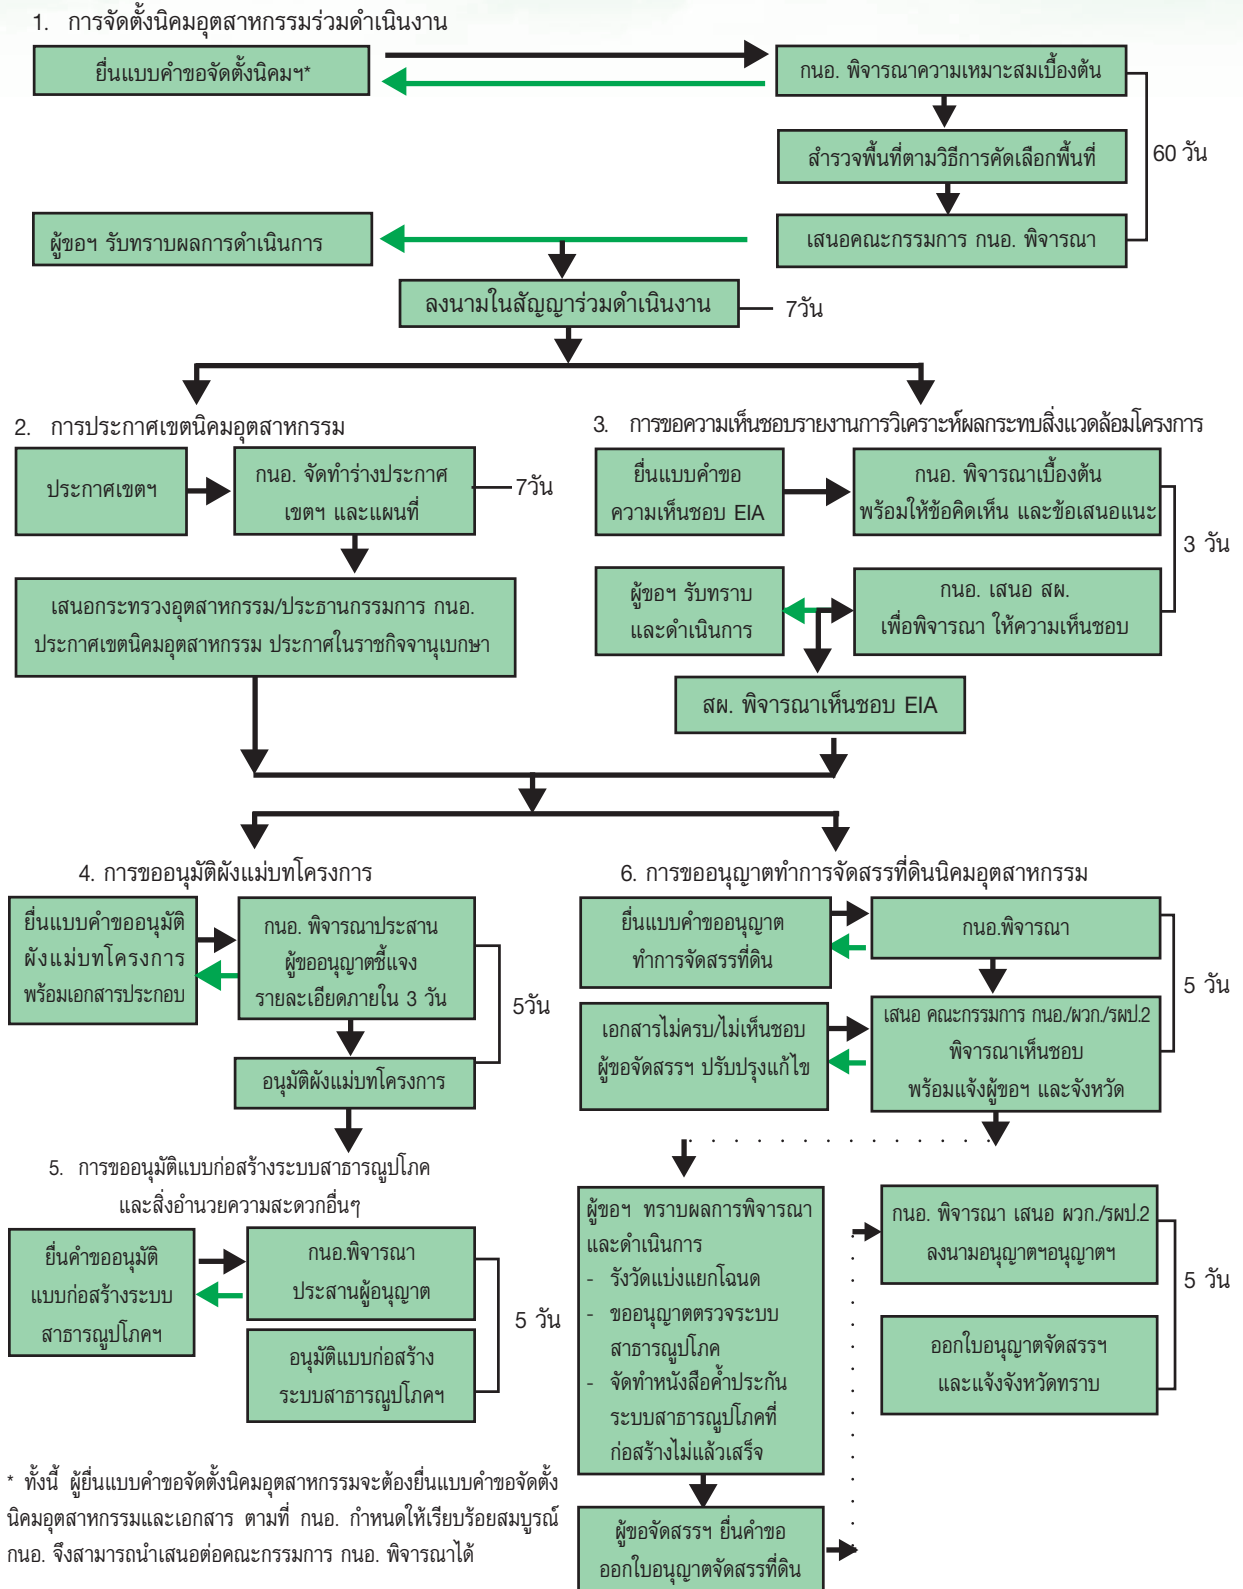 1. การจัดตั้งนิคมอุตสาหกรรมร่วมดำเนินงาน
ยื่นแบบคำขอจัดตั้งนิคมฯ*
กนอ. พิจารณาความเหมาะสมเบื้องต้น
สำรวจพื้นที่ตามวิธีการคัดเลือกพื้นที่
60 วัน
ผู้ขอฯ รับทราบผลการดำเนินการ
เสนอคณะกรรมการ กนอ. พิจารณา
ลงนามในสัญญาร่วมดำเนินงาน
7วัน
2. การประกาศเขตนิคมอุตสาหกรรม
ประกาศเขตฯ
กนอ. จัดทำร่างประกาศ
เขตฯ และแผนที่
7วัน
เสนอกระทรวงอุตสาหกรรม/ประธานกรรมการ กนอ.
ประกาศเขตนิคมอุตสาหกรรม ประกาศในราชกิจจานุเบกษา
3. การขอความเห็นชอบรายงานการวิเคราะห์ผลกระทบสิ่งแวดล้อมโครงการ
ยื่นแบบคำขอ
ความเห็นชอบ EIA
กนอ. พิจารณาเบื้องต้น
พร้อมให้ข้อคิดเห็น และข้อเสนอแนะ
3 วัน
ผู้ขอฯ รับทราบ
และดำเนินการ
กนอ. เสนอ สผ.
เพื่อพิจารณา ให้ความเห็นชอบ
สผ. พิจารณาเห็นชอบ EIA
4. การขออนุมัติผังแม่บทโครงการ
ยื่นแบบคำขออนุมัติ
ผังแม่บทโครงการ
พร้อมเอกสารประกอบ
กนอ. พิจารณาประสาน
ผู้ขออนุญาตชี้แจง
รายละเอียดภายใน 3 วัน
5วัน
อนุมัติผังแม่บทโครงการ
5. การขออนุมัติแบบก่อสร้างระบบสาธารณูปโภค
และสิ่งอำนวยความสะดวกอื่นๆ
ยื่นคำขออนุมัติ
แบบก่อสร้างระบบ
สาธารณูปโภคฯ
กนอ.พิจารณา
ประสานผู้อนุญาต
5 วัน
อนุมัติแบบก่อสร้าง
ระบบสาธารณูปโภคฯ
6. การขออนุญาตทำการจัดสรรที่ดินนิคมอุตสาหกรรม
ยื่นแบบคำขออนุญาต
ทำการจัดสรรที่ดิน
กนอ.พิจารณา
5 วัน
เอกสารไม่ครบ/ไม่เห็นชอบ
ผู้ขอจัดสรรฯ ปรับปรุงแก้ไข
เสนอ คณะกรรมการ กนอ./ผวก./รผป.2
พิจารณาเห็นชอบ
พร้อมแจ้งผู้ขอฯ และจังหวัด
ผู้ขอฯ ทราบผลการพิจารณา
และดำเนินการ
- รังวัดแบ่งแยกโฉนด
- ขออนุญาตตรวจระบบ
สาธารณูปโภค
- จัดทำหนังสือค้ำประกัน
ระบบสาธารณูปโภคที่
ก่อสร้างไม่แล้วเสร็จ
ผู้ขอจัดสรรฯ ยื่นคำขอ
ออกใบอนุญาตจัดสรรที่ดิน
กนอ. พิจารณา เสนอ ผวก./รผป.2
ลงนามอนุญาตฯอนุญาตฯ
5 วัน
ออกใบอนุญาตจัดสรรฯ
และแจ้งจังหวัดทราบ
* ทั้งนี้ ผู้ยื่นแบบคำขอจัดตั้งนิคมอุตสาหกรรมจะต้องยื่นแบบคำขอจัดตั้ง
นิคมอุตสาหกรรมและเอกสาร ตามที่ กนอ. กำหนดให้เรียบร้อยสมบูรณ์
กนอ. จึงสามารถนำเสนอต่อคณะกรรมการ กนอ. พิจารณาได้